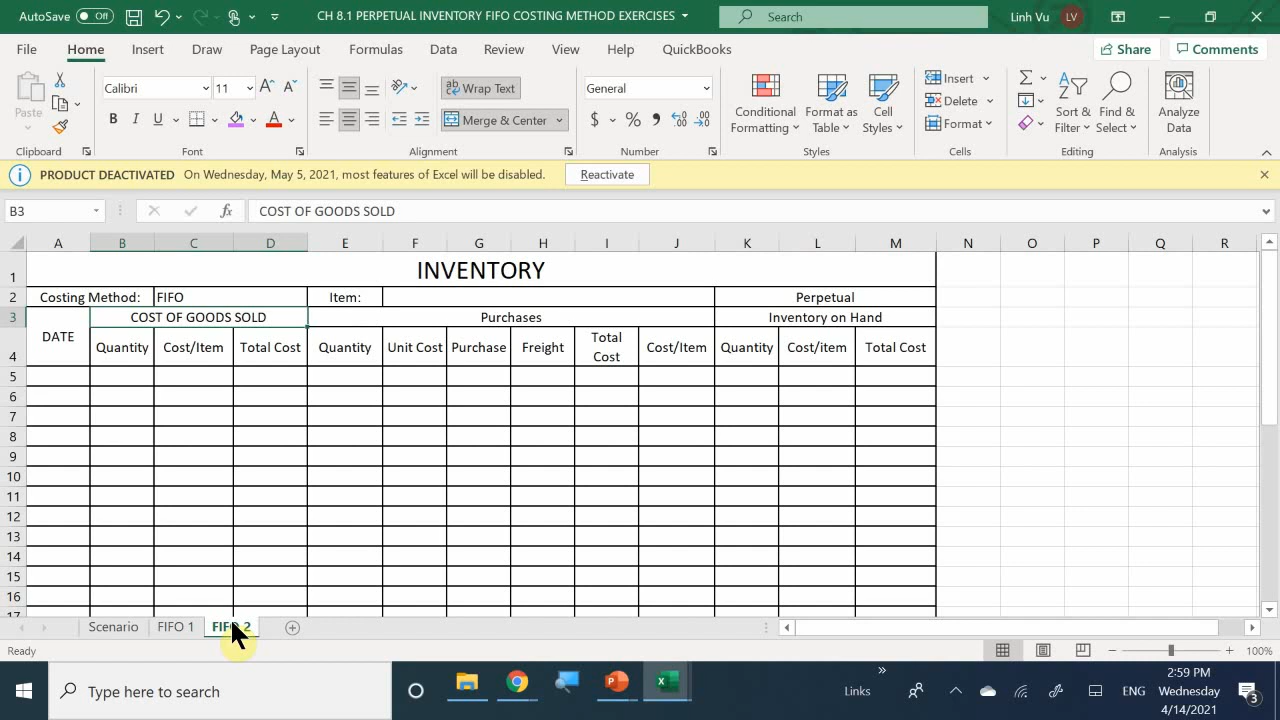 AutoSave Off CH 8.1 PERPETUAL INVENTORY FIFO COSTING METHOD EXERCISES Search Linh Vu LV
File Home Insert Draw Page Layout Formulas Data Review View Help QuickBooks Share Comments
Paste Calibri 11 ab Wrap Text General Conditional Formatting Format as Table Cell Styles Insert Sort & Filter Find & Select Analyze Data
Delete
B I U A Merge & Center $ % Format
Clipboard Font Alignment Number Styles Cells Editing Analysis
PRODUCT DEACTIVATED On Wednesday, May 5, 2021, most features of Excel will be disabled. Reactivate
B3 fx COST OF GOODS SOLD
A B C D E F G H I J K L M N O P Q R
1 INVENTORY
2 Costing Method: FIFO Item: Perpetual
3 COST OF GOODS SOLD Purchases Inventory on Hand
DATE
4 Quantity Cost/Item Total Cost Quantity Unit Cost Purchase Freight Total Cost Cost/Item Quantity Cost/item Total Cost
5
6
7
8
9
10
11
12
13
14
15
16
17
Scenario FIFO 1 FIFO 2
Ready 100%
Type here to search Links ENG 2:59 PM
Wednesday
4/14/2021 3